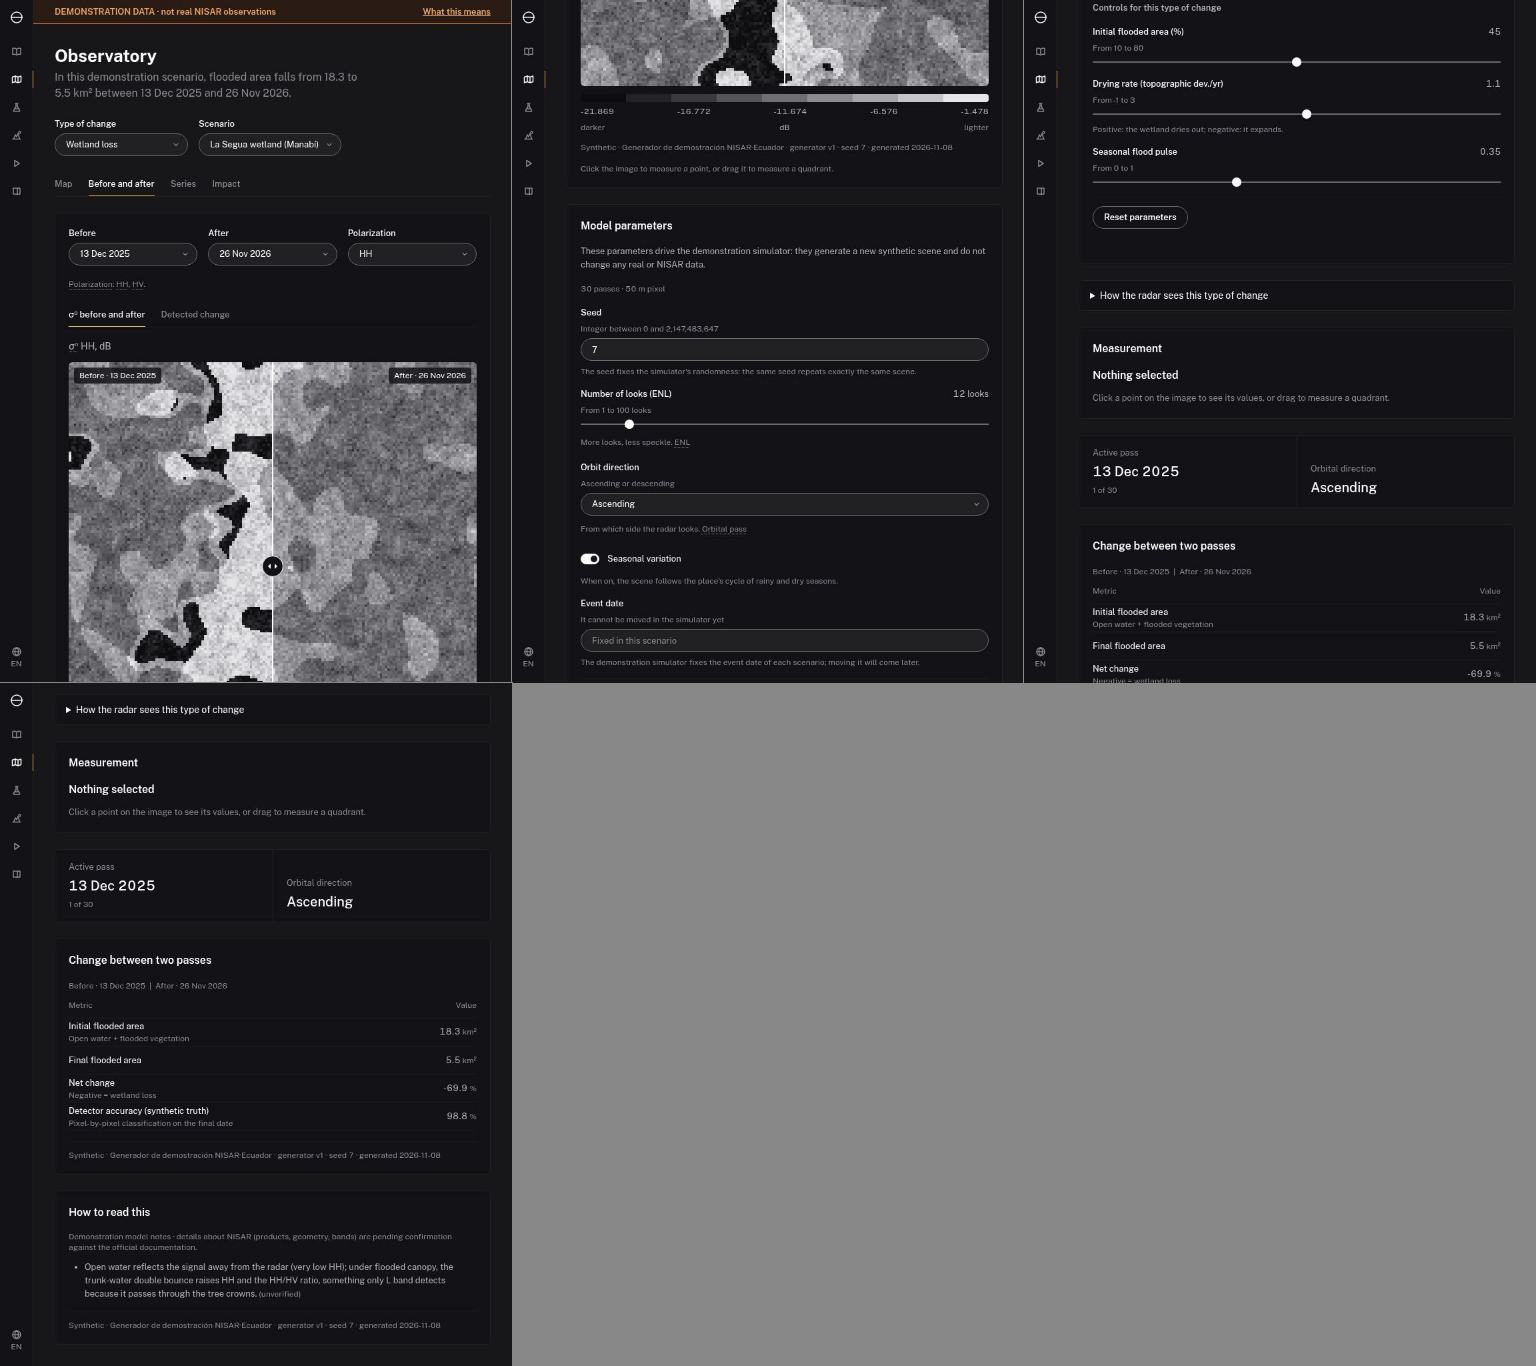 DEMONSTRATION DATA · not real NISAR observations
What this means
Observatory
In this demonstration scenario, flooded area falls from 18.3 to
5.5 km² between 13 Dec 2025 and 26 Nov 2026.
Type of change
Scenario
Wetland loss
La Segua wetland (Manabí)
Map
Before and after
Series
Impact
Before
After
Polarization
13 Dec 2025
26 Nov 2026
HH
Polarization: HH, HV.
σ⁰ before and after
Detected change
σ⁰ HH, dB
Before · 13 Dec 2025
After · 26 Nov 2026
EN
-21.869
-16.772
-11.674
-6.576
-1.478
darker
dB
lighter
Synthetic · Generador de demostración NISAR-Ecuador · generator v1 · seed 7 · generated 2026-11-08
Click the image to measure a point, or drag it to measure a quadrant.
Model parameters
These parameters drive the demonstration simulator: they generate a new synthetic scene and do not
change any real or NISAR data.
30 passes · 50 m pixel
Seed
Integer between 0 and 2,147,483,647
7
The seed fixes the simulator's randomness: the same seed repeats exactly the same scene.
Number of looks (ENL)
12 looks
From 1 to 100 looks
More looks, less speckle. ENL
Orbit direction
Ascending or descending
Ascending
From which side the radar looks. Orbital pass
Seasonal variation
When on, the scene follows the place's cycle of rainy and dry seasons.
Event date
It cannot be moved in the simulator yet
Fixed in this scenario
The demonstration simulator fixes the event date of each scenario; moving it will come later.
EN
Controls for this type of change
Initial flooded area (%)
45
From 10 to 80
Drying rate (topographic dev./yr)
1.1
From -1 to 3
Positive: the wetland dries out; negative: it expands.
Seasonal flood pulse
0.35
From 0 to 1
Reset parameters
How the radar sees this type of change
Measurement
Nothing selected
Click a point on the image to see its values, or drag to measure a quadrant.
Active pass
13 Dec 2025
1 of 30
Orbital direction
Ascending
Change between two passes
Before · 13 Dec 2025 | After · 26 Nov 2026
Metric
Value
Initial flooded area
18.3 km²
Open water + flooded vegetation
Final flooded area
5.5 km²
Net change
-69.9 %
Negative = wetland loss
EN
How the radar sees this type of change
Measurement
Nothing selected
Click a point on the image to see its values, or drag to measure a quadrant.
Active pass
13 Dec 2025
1 of 30
Orbital direction
Ascending
Change between two passes
Before · 13 Dec 2025 | After · 26 Nov 2026
Metric
Value
Initial flooded area
18.3 km²
Open water + flooded vegetation
Final flooded area
5.5 km²
Net change
-69.9 %
Negative = wetland loss
Detector accuracy (synthetic truth)
98.8 %
Pixel-by-pixel classification on the final date
Synthetic · Generador de demostración NISAR-Ecuador · generator v1 · seed 7 · generated 2026-11-08
How to read this
Demonstration model notes · details about NISAR (products, geometry, bands) are pending confirmation
against the official documentation.
• Open water reflects the signal away from the radar (very low HH); under flooded canopy, the
trunk-water double bounce raises HH and the HH/HV ratio, something only L band detects
because it passes through the tree crowns. (unverified)
Synthetic · Generador de demostración NISAR-Ecuador · generator v1 · seed 7 · generated 2026-11-08
EN